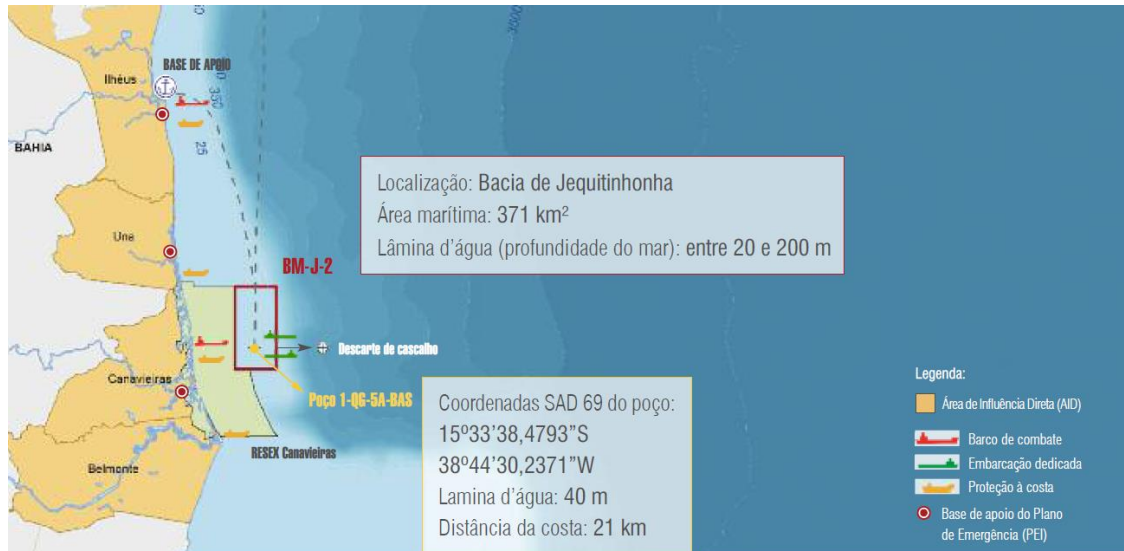 BASE DE APOIO
Ilhéus
350
25
BAHIA
Una
BM-J-2
Localização: Bacia de Jequitinhonha
Área marítima: 371 km²
Lâmina d'água (profundidade do mar): entre 20 e 200 m
Descarte de cascalho
Canavieiras
Poço 1-QG-5A-BAS
RESEX Canavieiras
Belmonte
Coordenadas SAD 69 do poço:
15º33'38,4793"S
38º44'30,2371"W
Lamina d'água: 40 m
Distância da costa: 21 km
Legenda:
Área de Influência Direta (AID)
Barco de combate
Embarcação dedicada
Proteção à costa
Base de apoio do Plano
de Emergência (PEI)